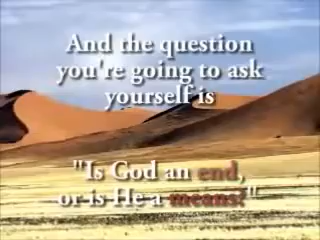 And the question
you're going to ask
yourself is
"Is God an end,
or is He a means?"